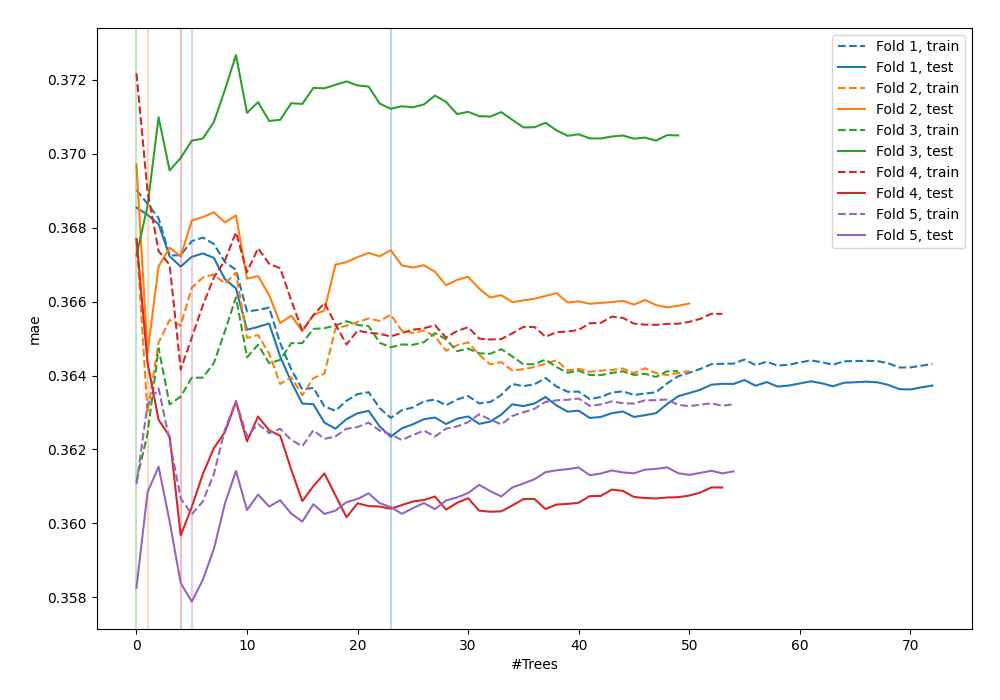 mae
0.372
0.370
0.368
0.366
0.364
0.362
0.360
0.358
0 10 20 30 40 50 60 70
#Trees
Fold 1, train
Fold 1, test
Fold 2, train
Fold 2, test
Fold 3, train
Fold 3, test
Fold 4, train
Fold 4, test
Fold 5, train
Fold 5, test